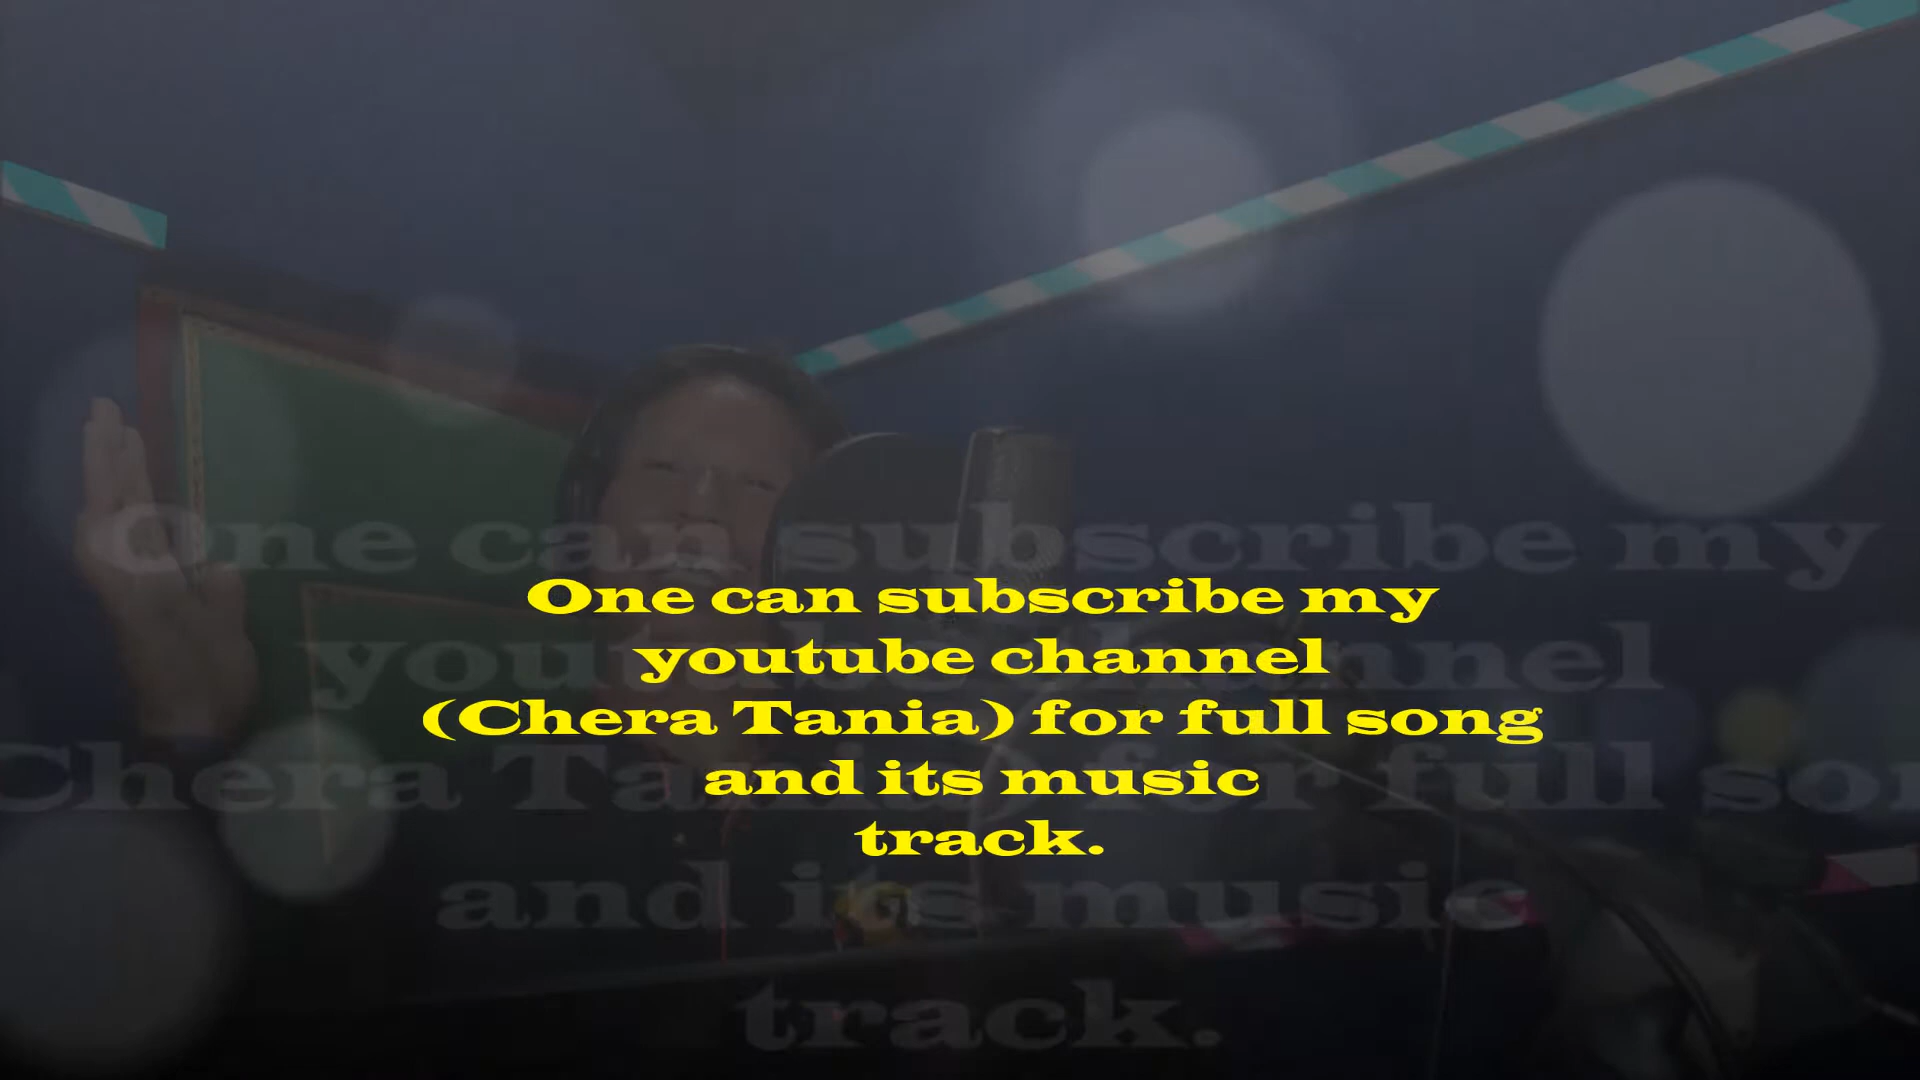 One can subscribe my
youtube channel
(Chera Tania) for full song
and its music
track.